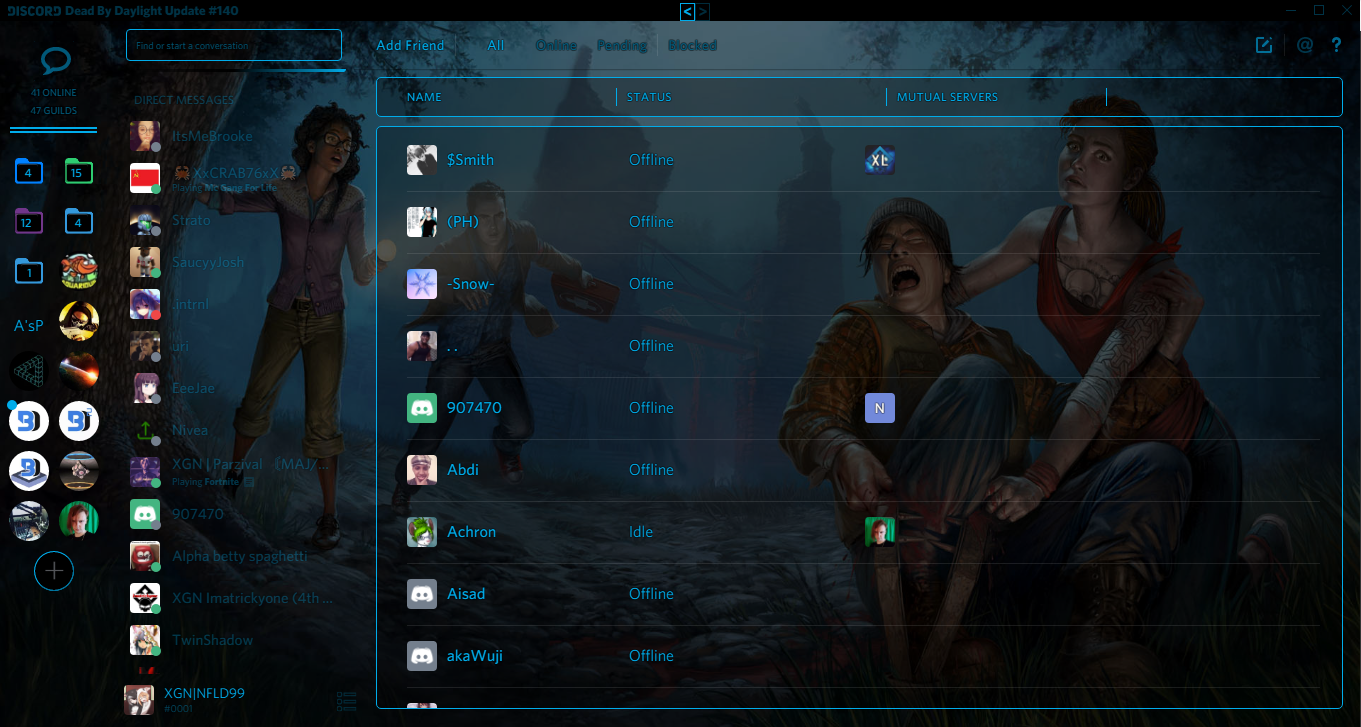 DISCORD Dead By Daylight Update #140
< >
Find or start a conversation
Add Friend All Online Pending Blocked
@ ?
41 ONLINE
47 GUILDS
4 15
12 4
1
A'sP
DIRECT MESSAGES
ItsMeBrooke
XxCRAB76xX
Playing Mc Gang For Life
Strato
SaucyyJosh
.intrnl
uri
EeeJae
Nivea
XGN | Parzival 〔MAJ/...
Playing Fortnite
907470
Alpha betty spaghetti
XGN Imatrickyone (4th ...
TwinShadow
XGN|NFLD99
#0001
NAME STATUS MUTUAL SERVERS
$Smith Offline XL
(PH) Offline
-Snow- Offline
. . Offline
907470 Offline N
Abdi Offline
Achron Idle
Aisad Offline
akaWuji Offline